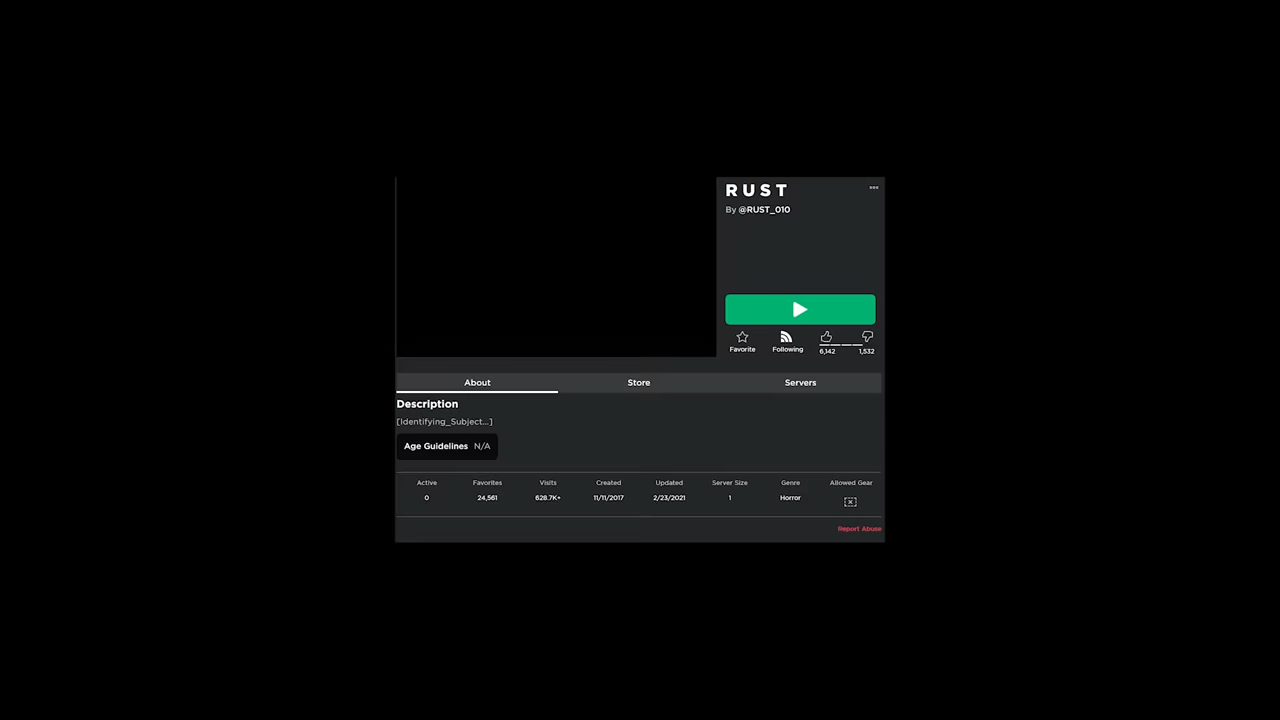 R U S T
By @RUST_010
Favorite Following 6,142 1,532
About Store Servers
Description
[Identifying_Subject...]
Age Guidelines N/A
Active Favorites Visits Created Updated Server Size Genre Allowed Gear
0 24,561 628.7K+ 11/11/2017 2/23/2021 1 Horror
Report Abuse